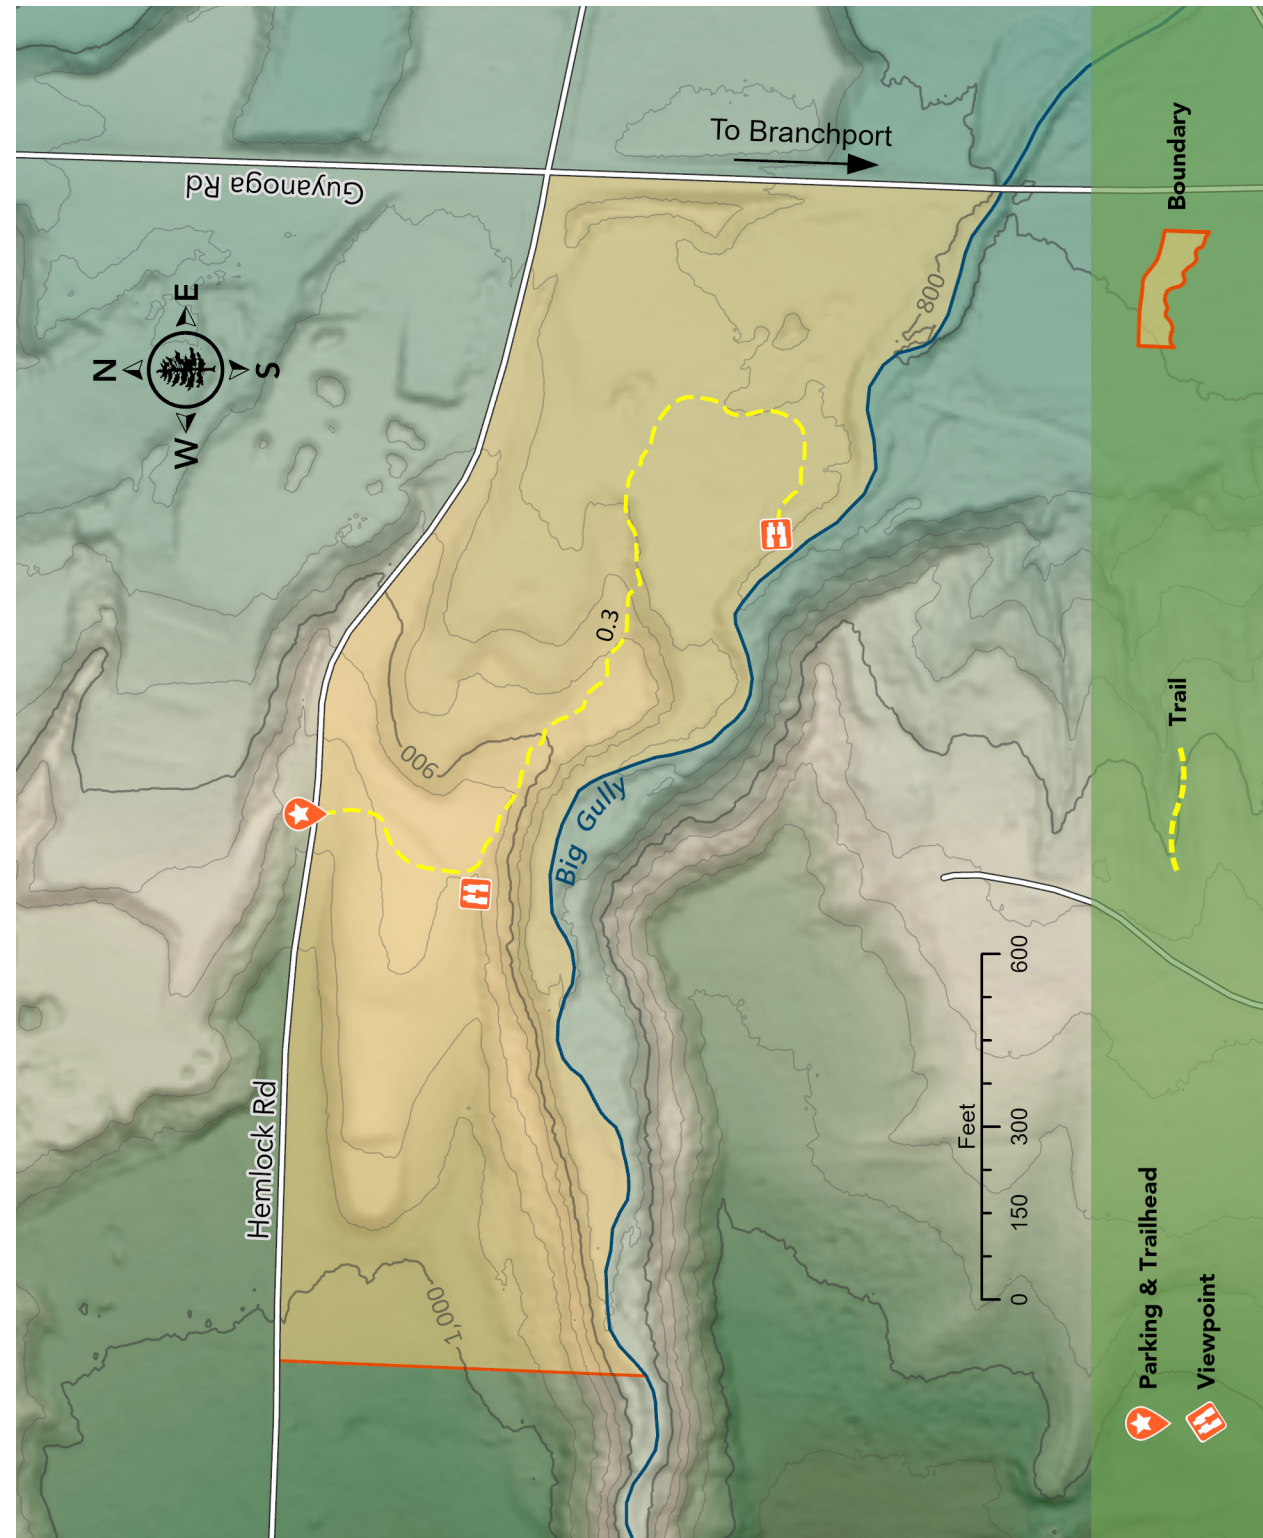 Guyanoga Rd
To Branchport
N
W
E
S
800
0.3
900
Big Gully
Hemlock Rd
1,000
Feet
0
150
300
600
Parking & Trailhead
Viewpoint
Trail
Boundary